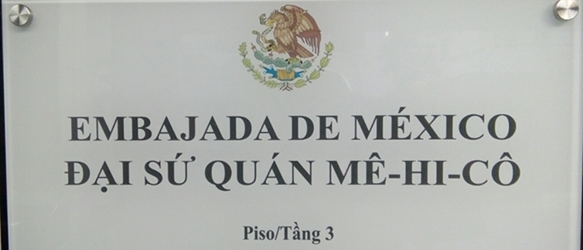 EMBAJADA DE MÉXICO
ĐẠI SỨ QUÁN MÊ-HI-CÔ
Piso/Tầng 3